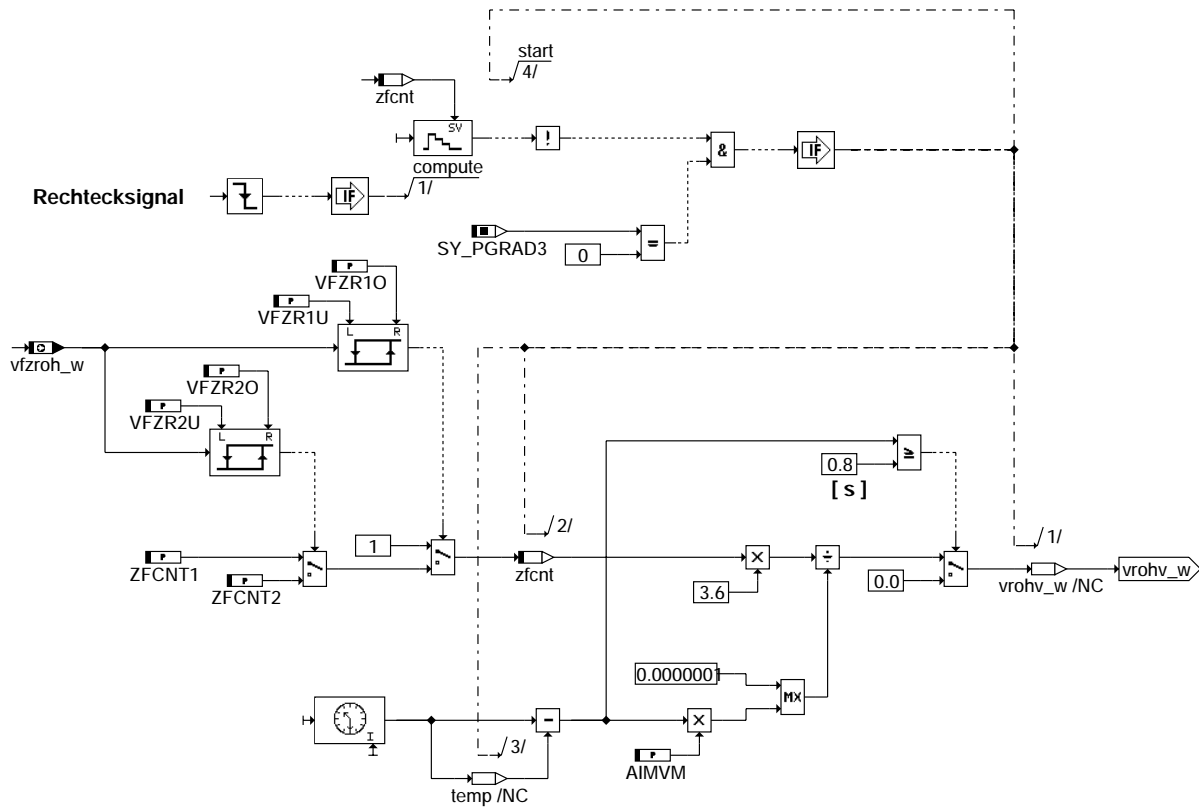 start
4/
zfcnt
SV
!
&
IF
compute
1/
Rechtecksignal
IF
SY_PGRAD3
0
=
P
VFZR1O
P
VFZR1U
L R
vfzroh_w
P
VFZR2O
P
VFZR2U
L R
0.8
[ s ]
≥
/2/
/1/
P
ZFCNT1
P
ZFCNT2
1
zfcnt
×
÷
3.6
0.0
vrohv_w /NC
vrohv_w
0.0000001
MX
I
-
×
/3/
P
AIMVM
temp /NC